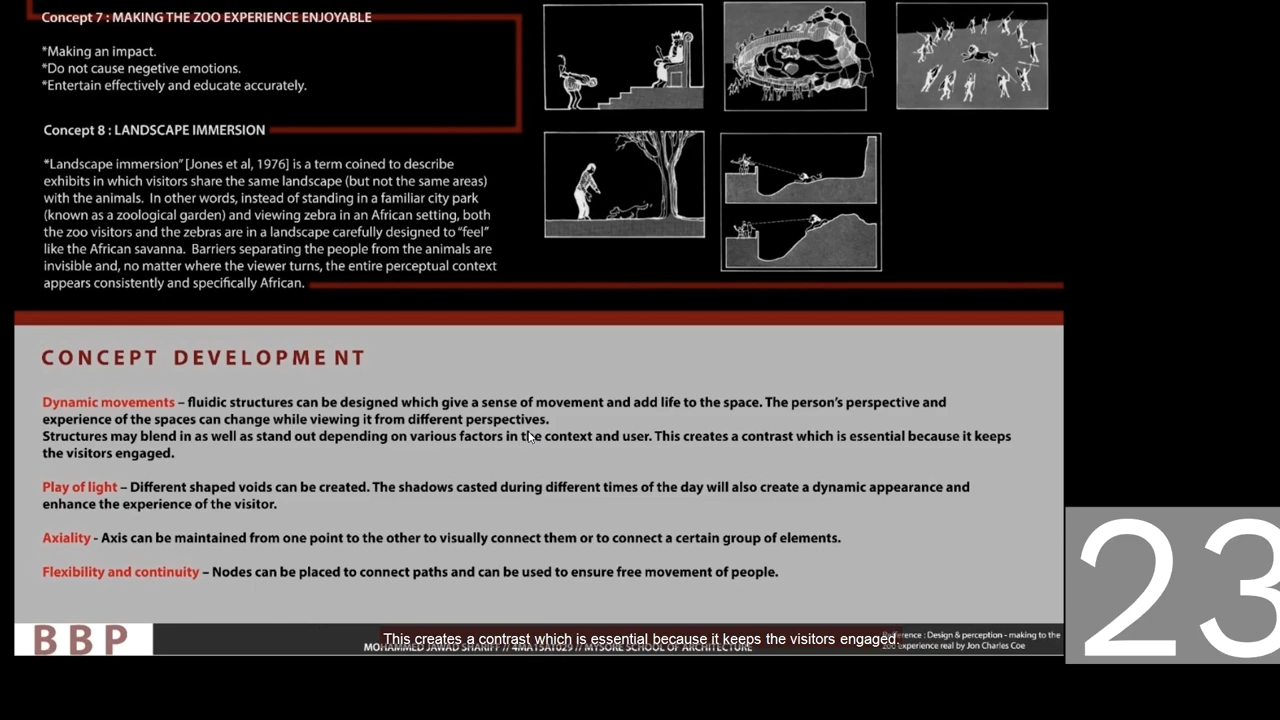 Concept 7 : MAKING THE ZOO EXPERIENCE ENJOYABLE
*Making an impact.
*Do not cause negetive emotions.
*Entertain effectively and educate accurately.
Concept 8 : LANDSCAPE IMMERSION
*Landscape immersion” [Jones et al, 1976] is a term coined to describe
exhibits in which visitors share the same landscape (but not the same areas)
with the animals. In other words, instead of standing in a familiar city park
(known as a zoological garden) and viewing zebra in an African setting, both
the zoo visitors and the zebras are in a landscape carefully designed to “feel”
like the African savanna. Barriers separating the people from the animals are
invisible and, no matter where the viewer turns, the entire perceptual context
appears consistently and specifically African.
CONCEPT DEVELOPMENT
Dynamic movements – fluidic structures can be designed which give a sense of movement and add life to the space. The person’s perspective and
experience of the spaces can change while viewing it from different perspectives.
Structures may blend in as well as stand out depending on various factors in the context and user. This creates a contrast which is essential because it keeps
the visitors engaged.
Play of light – Different shaped voids can be created. The shadows casted during different times of the day will also create a dynamic appearance and
enhance the experience of the visitor.
Axiality - Axis can be maintained from one point to the other to visually connect them or to connect a certain group of elements.
Flexibility and continuity – Nodes can be placed to connect paths and can be used to ensure free movement of people.
23
BBP
This creates a contrast which is essential because it keeps the visitors engaged.
MOHAMMED JAWAD SHARIFF // 4MA15AT029 // MYSORE SCHOOL OF ARCHITECTURE
: Design & perception - making to the
zoo experience real by Jon Charles Coe